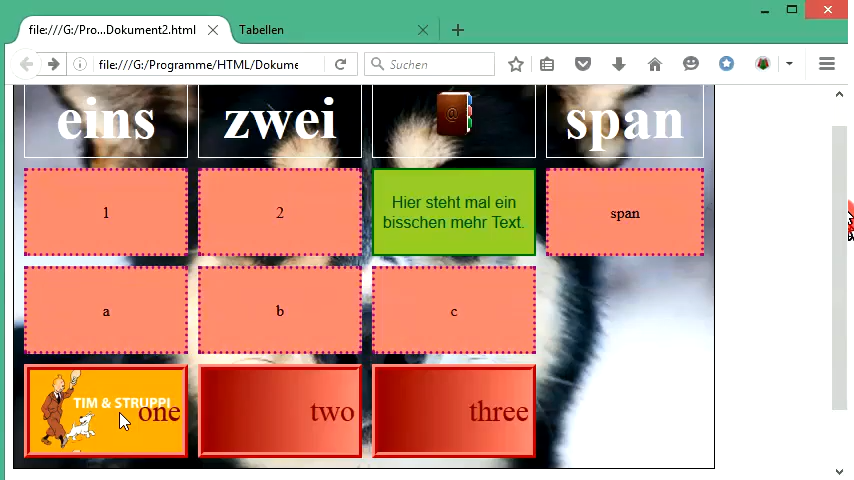 file:///G:/Pro...Dokument2.html
Tabellen
file:///G:/Programme/HTML/Dokume
Suchen
eins zwei span
1 2 Hier steht mal ein
bisschen mehr Text. span
a b c
TIM & STRUPPI
one two three